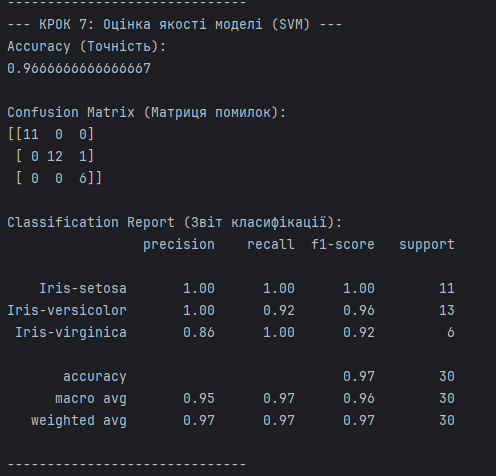 ------------------------------
--- КРОК 7: Оцінка якості моделі (SVM) ---
Accuracy (Точність):
0.9666666666666667
Confusion Matrix (Матриця помилок):
[[11  0  0]
 [ 0 12  1]
 [ 0  0  6]]
Classification Report (Звіт класифікації):
                 precision    recall  f1-score   support
    Iris-setosa       1.00      1.00      1.00        11
Iris-versicolor       1.00      0.92      0.96        13
 Iris-virginica       0.86      1.00      0.92         6
       accuracy                           0.97        30
      macro avg       0.95      0.97      0.96        30
   weighted avg       0.97      0.97      0.97        30
------------------------------